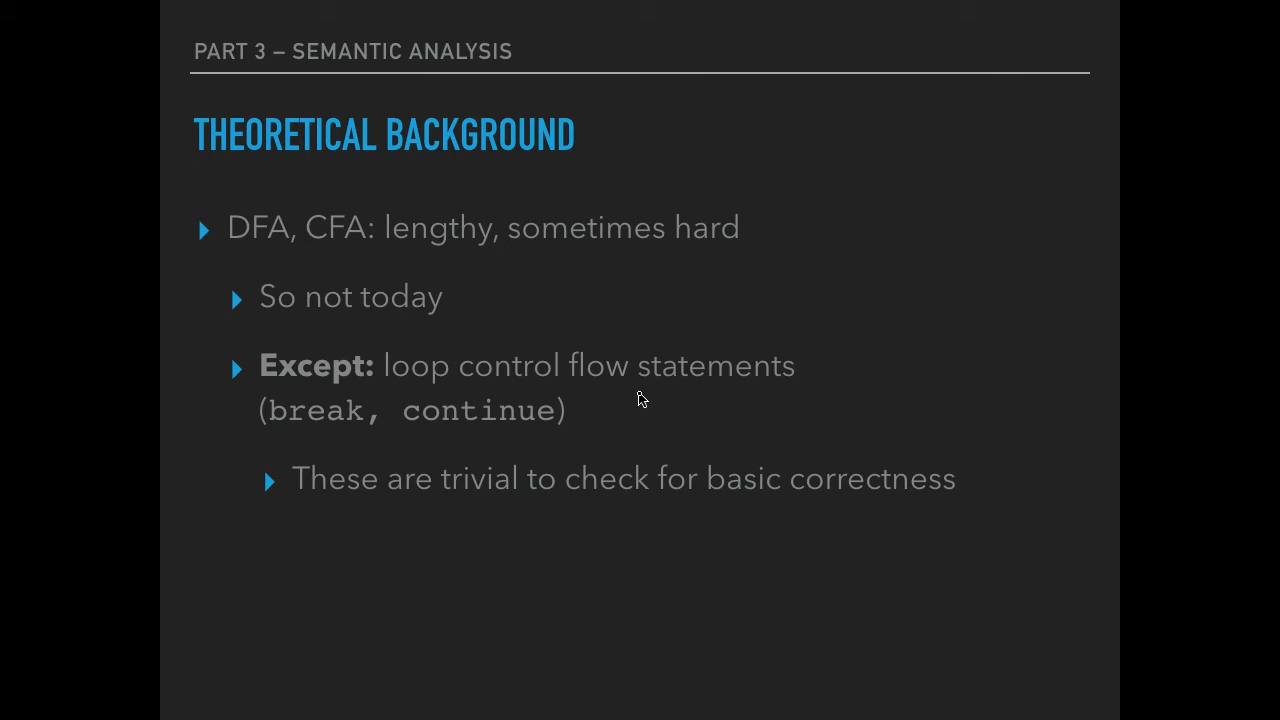 PART 3 – SEMANTIC ANALYSIS
THEORETICAL BACKGROUND
DFA, CFA: lengthy, sometimes hard
So not today
Except: loop control flow statements
(break, continue)
These are trivial to check for basic correctness